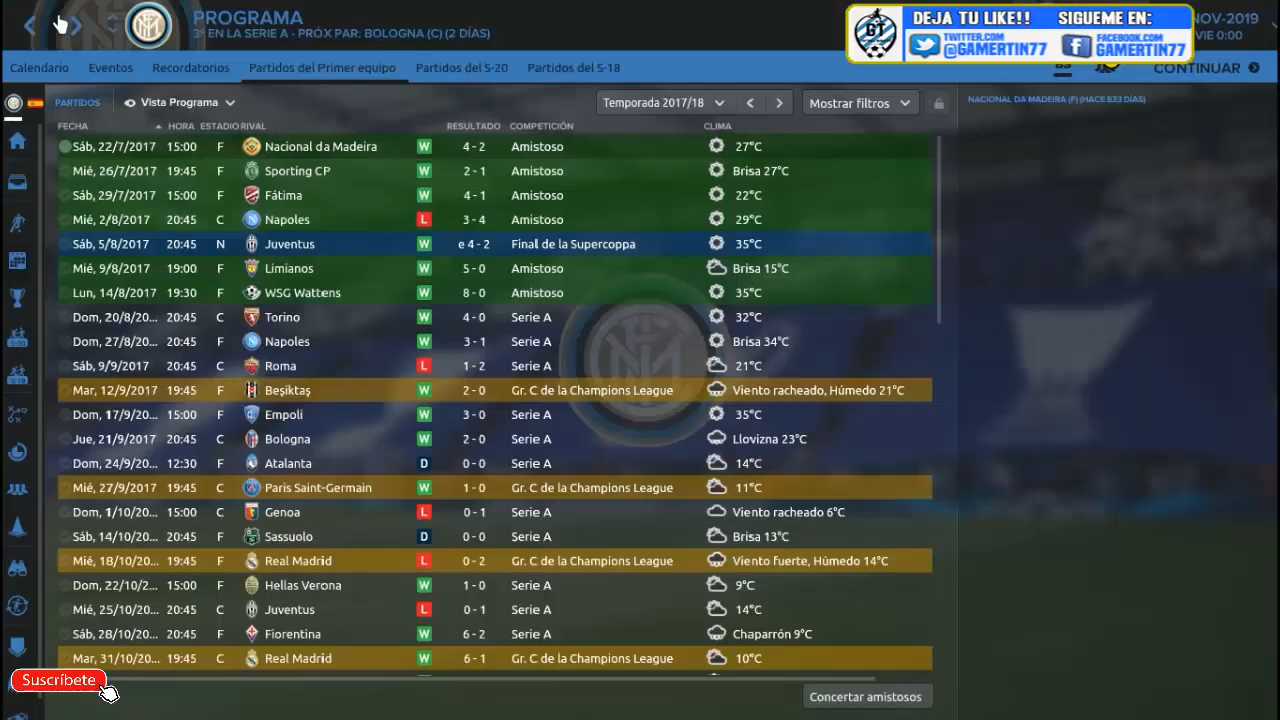 PROGRAMA
3º EN LA SERIE A - PRÓX PAR: BOLOGNA (C) (2 DÍAS)
DEJA TU LIKE!! SIGUEME EN:
TWITTER.COM @GAMERTIN77 FACEBOOK.COM GAMERTIN77
GT
NOV-2019
VIE 0:00
Calendario Eventos Recordatorios Partidos del Primer equipo Partidos del S-20 Partidos del S-18
CONTINUAR
PARTIDOS Vista Programa Temporada 2017/18 Mostrar filtros
NACIONAL DA MADEIRA (F) (HACE 833 DÍAS)
FECHA HORA ESTADIO RIVAL RESULTADO COMPETICIÓN CLIMA
Sáb, 22/7/2017 15:00 F Nacional da Madeira W 4 - 2 Amistoso 27°C
Mié, 26/7/2017 19:45 F Sporting CP W 2 - 1 Amistoso Brisa 27°C
Sáb, 29/7/2017 15:00 F Fátima W 4 - 1 Amistoso 22°C
Mié, 2/8/2017 20:45 C Napoles L 3 - 4 Amistoso 29°C
Sáb, 5/8/2017 20:45 N Juventus W e 4 - 2 Final de la Supercoppa 35°C
Mié, 9/8/2017 19:00 F Limianos W 5 - 0 Amistoso Brisa 15°C
Lun, 14/8/2017 19:30 F WSG Wattens W 8 - 0 Amistoso 35°C
Dom, 20/8/20... 20:45 C Torino W 4 - 0 Serie A 32°C
Dom, 27/8/20... 20:45 F Napoles W 3 - 1 Serie A Brisa 34°C
Sáb, 9/9/2017 20:45 C Roma L 1 - 2 Serie A 21°C
Mar, 12/9/2017 19:45 F Beşiktaş W 2 - 0 Gr. C de la Champions League Viento racheado, Húmedo 21°C
Dom, 17/9/20... 15:00 F Empoli W 3 - 0 Serie A 35°C
Jue, 21/9/2017 20:45 C Bologna W 2 - 0 Serie A Llovizna 23°C
Dom, 24/9/20... 12:30 F Atalanta D 0 - 0 Serie A 14°C
Mié, 27/9/2017 19:45 C Paris Saint-Germain W 1 - 0 Gr. C de la Champions League 11°C
Dom, 1/10/20... 15:00 C Genoa L 0 - 1 Serie A Viento racheado 6°C
Sáb, 14/10/20... 20:45 F Sassuolo D 0 - 0 Serie A Brisa 13°C
Mié, 18/10/20... 19:45 F Real Madrid L 0 - 2 Gr. C de la Champions League Viento fuerte, Húmedo 14°C
Dom, 22/10/2... 15:00 F Hellas Verona W 1 - 0 Serie A 9°C
Mié, 25/10/20... 20:45 C Juventus L 0 - 1 Serie A 14°C
Sáb, 28/10/20... 20:45 F Fiorentina W 6 - 2 Serie A Chaparrón 9°C
Mar, 31/10/20... 19:45 C Real Madrid W 6 - 1 Gr. C de la Champions League 10°C
Suscríbete
Concertar amistosos